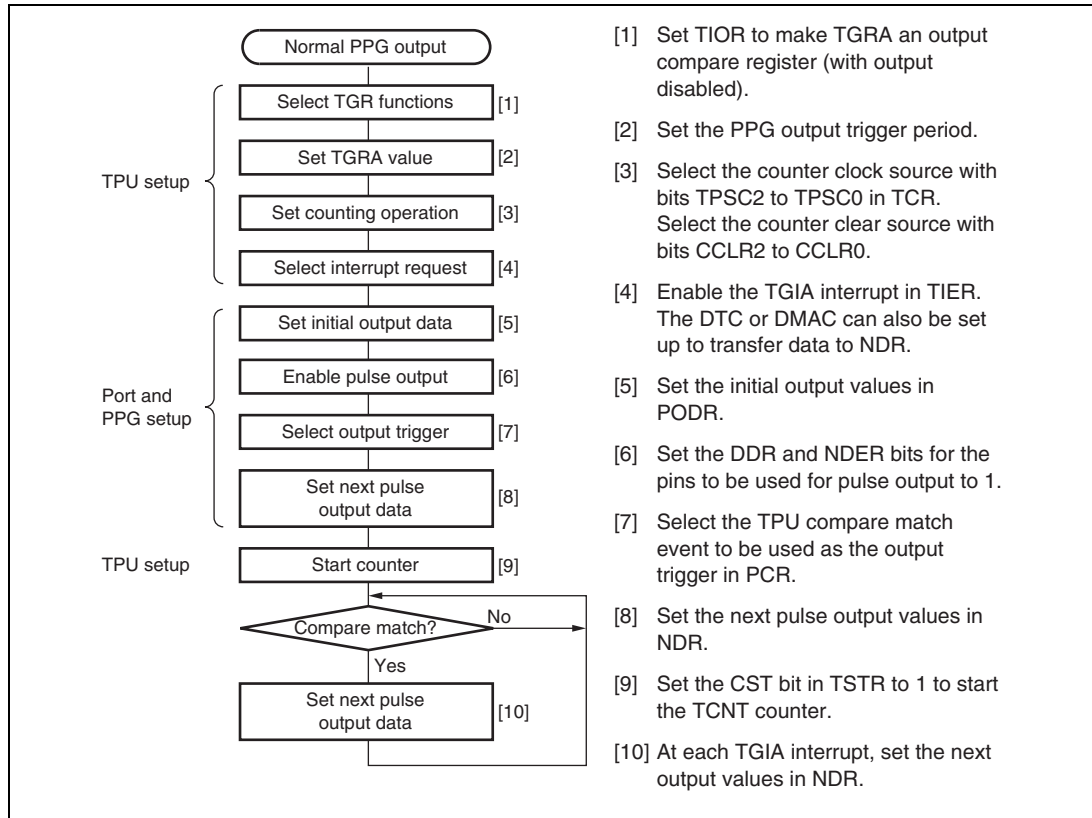 Normal PPG output
Select TGR functions [1]
Set TGRA value [2]
TPU setup
Set counting operation [3]
Select interrupt request [4]
Set initial output data [5]
Enable pulse output [6]
Port and
PPG setup
Select output trigger [7]
Set next pulse
output data
[8]
TPU setup
Start counter [9]
Compare match?
No
Yes
Set next pulse
output data
[10]
[1] Set TIOR to make TGRA an output
compare register (with output
disabled).
[2] Set the PPG output trigger period.
[3] Select the counter clock source with
bits TPSC2 to TPSC0 in TCR.
Select the counter clear source with
bits CCLR2 to CCLR0.
[4] Enable the TGIA interrupt in TIER.
The DTC or DMAC can also be set
up to transfer data to NDR.
[5] Set the initial output values in
PODR.
[6] Set the DDR and NDER bits for the
pins to be used for pulse output to 1.
[7] Select the TPU compare match
event to be used as the output
trigger in PCR.
[8] Set the next pulse output values in
NDR.
[9] Set the CST bit in TSTR to 1 to start
the TCNT counter.
[10] At each TGIA interrupt, set the next
output values in NDR.